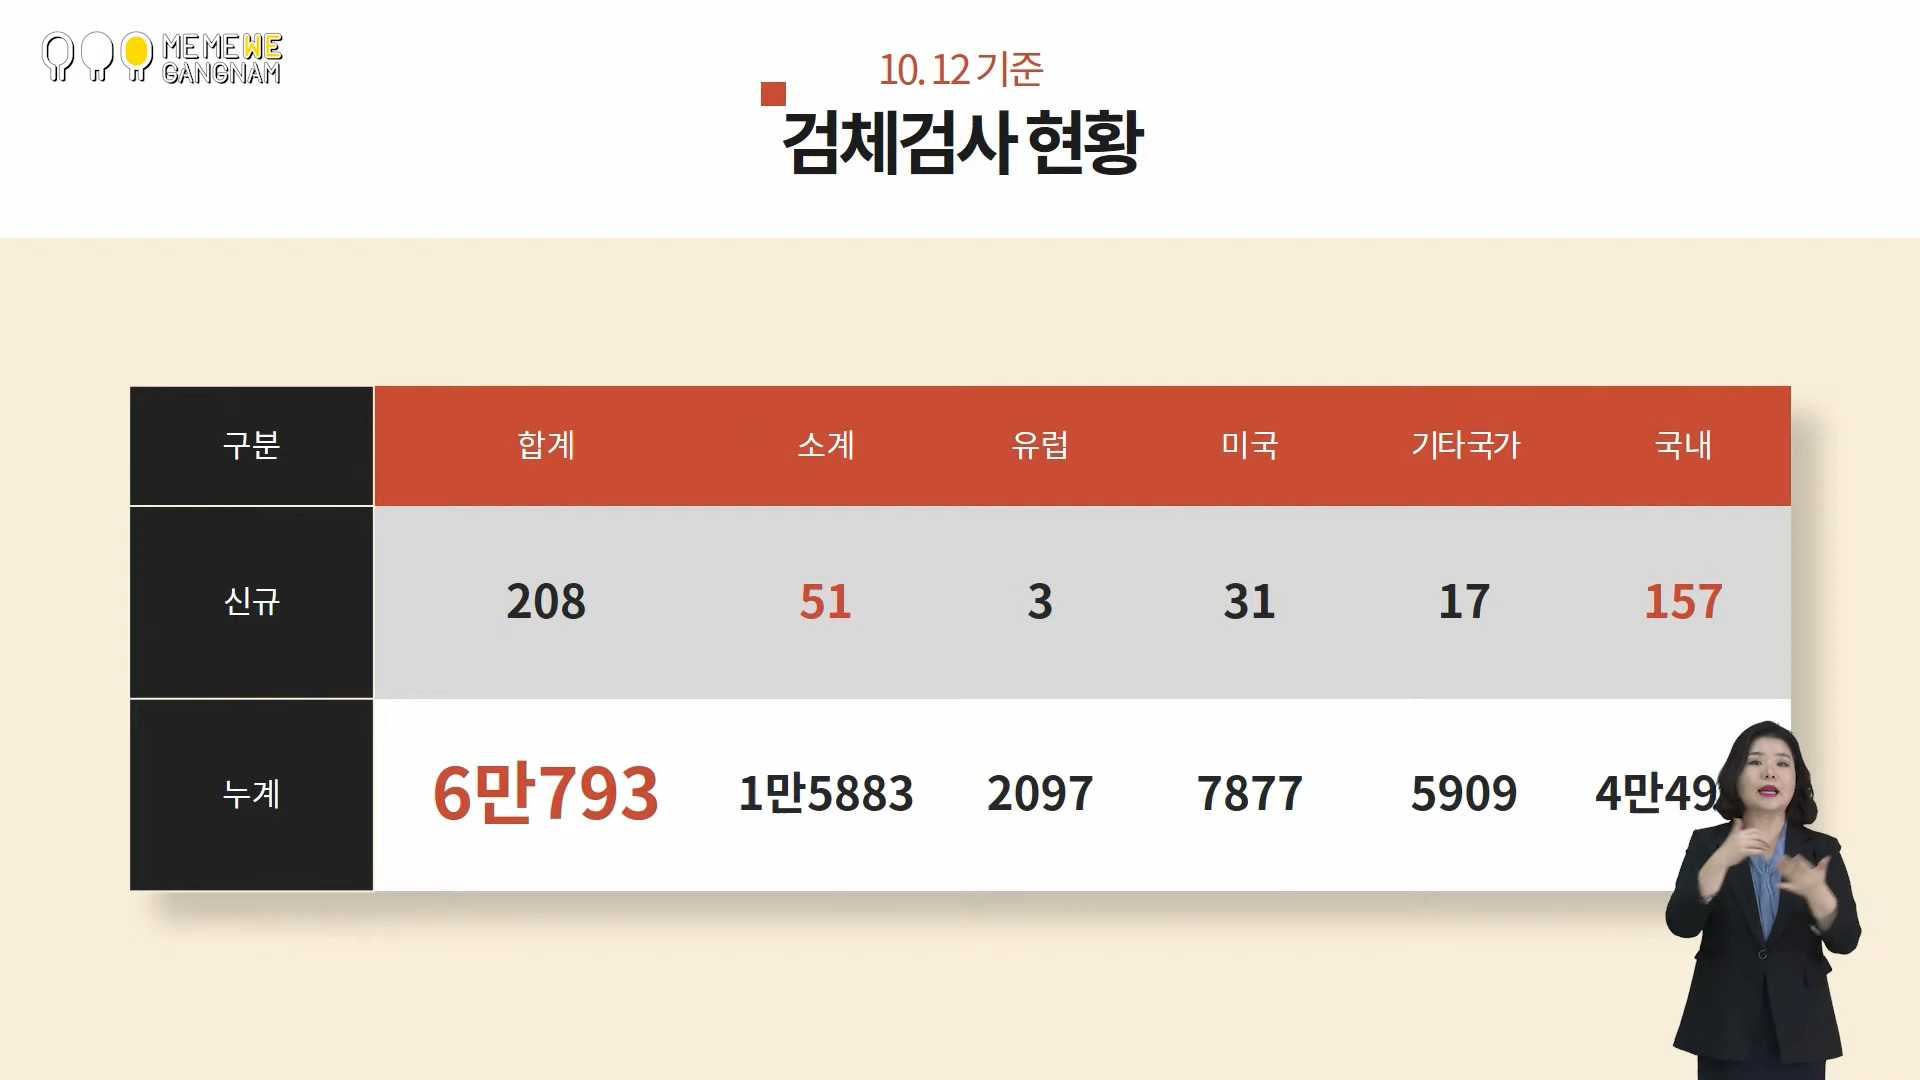 MEMEWE
GANGNAM
10. 12 기준
검체검사 현황
구분 합계 소계 유럽 미국 기타국가 국내
신규 208 51 3 31 17 157
누계 6만793 1만5883 2097 7877 5909